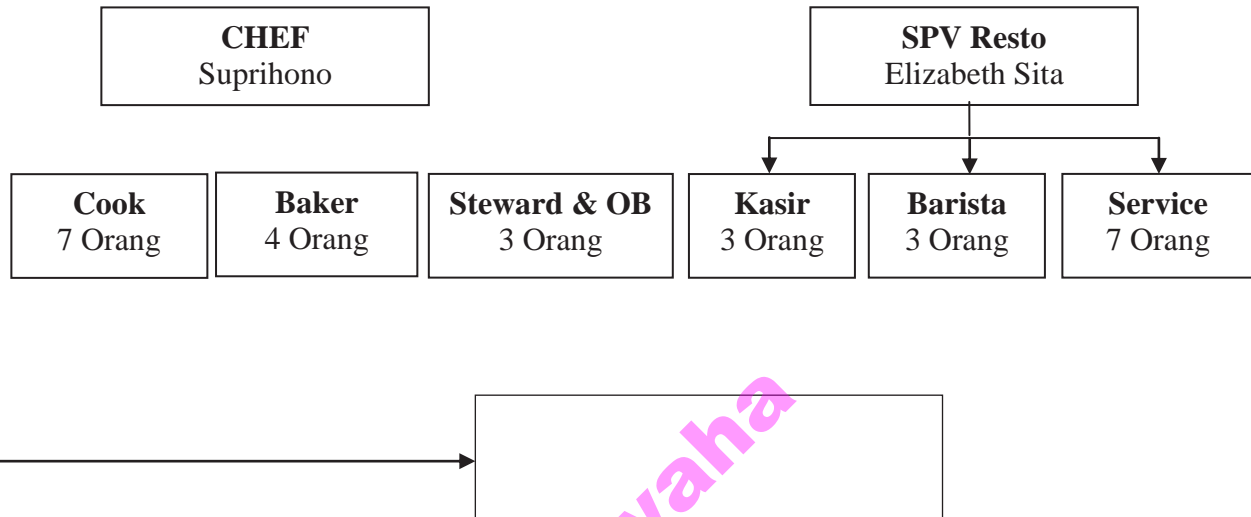 CHEF
Suprihono
SPV Resto
Elizabeth Sita
Cook
7 Orang
Baker
4 Orang
Steward & OB
3 Orang
Kasir
3 Orang
Barista
3 Orang
Service
7 Orang